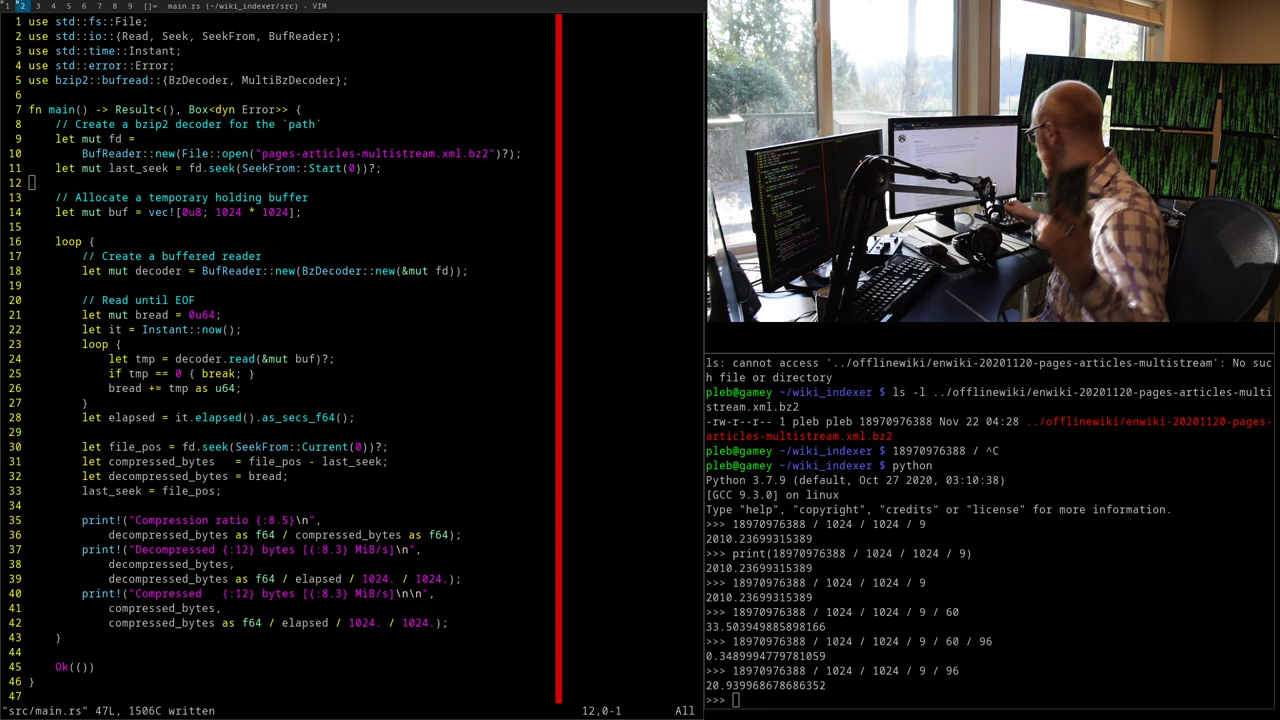 1 2 3 4 5 6 7 8 9 []= main.rs (~/wiki_indexer/src) - VIM
1 use std::fs::File;
2 use std::io::{Read, Seek, SeekFrom, BufReader};
3 use std::time::Instant;
4 use std::error::Error;
5 use bzip2::bufread::{BzDecoder, MultiBzDecoder};
6
7 fn main() -> Result<(), Box<dyn Error>> {
8     // Create a bzip2 decoder for the `path`
9     let mut fd =
10         BufReader::new(File::open("pages-articles-multistream.xml.bz2")?);
11     let mut last_seek = fd.seek(SeekFrom::Start(0))?;
12
13     // Allocate a temporary holding buffer
14     let mut buf = vec![0u8; 1024 * 1024];
15
16     loop {
17         // Create a buffered reader
18         let mut decoder = BufReader::new(BzDecoder::new(&mut fd));
19
20         // Read until EOF
21         let mut bread = 0u64;
22         let it = Instant::now();
23         loop {
24             let tmp = decoder.read(&mut buf)?;
25             if tmp == 0 { break; }
26             bread += tmp as u64;
27         }
28         let elapsed = it.elapsed().as_secs_f64();
29
30         let file_pos = fd.seek(SeekFrom::Current(0))?;
31         let compressed_bytes   = file_pos - last_seek;
32         let decompressed_bytes = bread;
33         last_seek = file_pos;
34
35         print!("Compression ratio {:8.5}\n",
36             decompressed_bytes as f64 / compressed_bytes as f64);
37         print!("Decompressed {:12} bytes [{:8.3} MiB/s]\n",
38             decompressed_bytes,
39             decompressed_bytes as f64 / elapsed / 1024. / 1024.);
40         print!("Compressed   {:12} bytes [{:8.3} MiB/s]\n\n",
41             compressed_bytes,
42             compressed_bytes as f64 / elapsed / 1024. / 1024.);
43     }
44
45     Ok(())
46 }
47
"src/main.rs" 47L, 1506C written 12,0-1 All
ls: cannot access '../offlinewiki/enwiki-20201120-pages-articles-multistream': No suc
h file or directory
pleb@gamey ~/wiki_indexer $ ls -l ../offlinewiki/enwiki-20201120-pages-articles-multi
stream.xml.bz2
-rw-r--r-- 1 pleb pleb 18970976388 Nov 22 04:28 ../offlinewiki/enwiki-20201120-pages-
articles-multistream.xml.bz2
pleb@gamey ~/wiki_indexer $ 18970976388 / ^C
pleb@gamey ~/wiki_indexer $ python
Python 3.7.9 (default, Oct 27 2020, 03:10:38)
[GCC 9.3.0] on linux
Type "help", "copyright", "credits" or "license" for more information.
>>> 18970976388 / 1024 / 1024 / 9
2010.23699315389
>>> print(18970976388 / 1024 / 1024 / 9)
2010.23699315389
>>> 18970976388 / 1024 / 1024 / 9
2010.23699315389
>>> 18970976388 / 1024 / 1024 / 9 / 60
33.503949885898166
>>> 18970976388 / 1024 / 1024 / 9 / 60 / 96
0.3489994779781059
>>> 18970976388 / 1024 / 1024 / 9 / 96
20.939968678686352
>>>